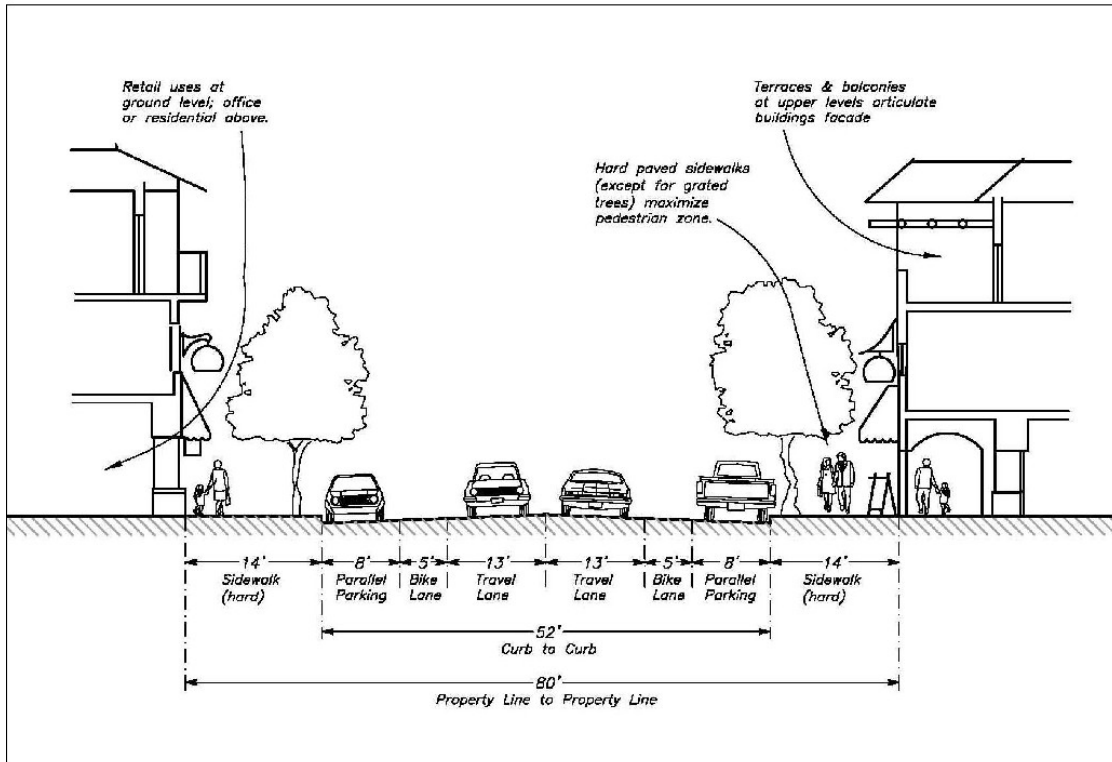 Retail uses at
ground level; office
or residential above.
Terraces & balconies
at upper levels articulate
buildings facade
Hard paved sidewalks
(except for grated
trees) maximize
pedestrian zone.
14' 8' 5' 13' 13' 5' 8' 14'
Sidewalk Parallel Bike Travel Travel Bike Parallel Sidewalk
(hard) Parking Lane Lane Lane Lane Parking (hard)
52'
Curb to Curb
80'
Property Line to Property Line